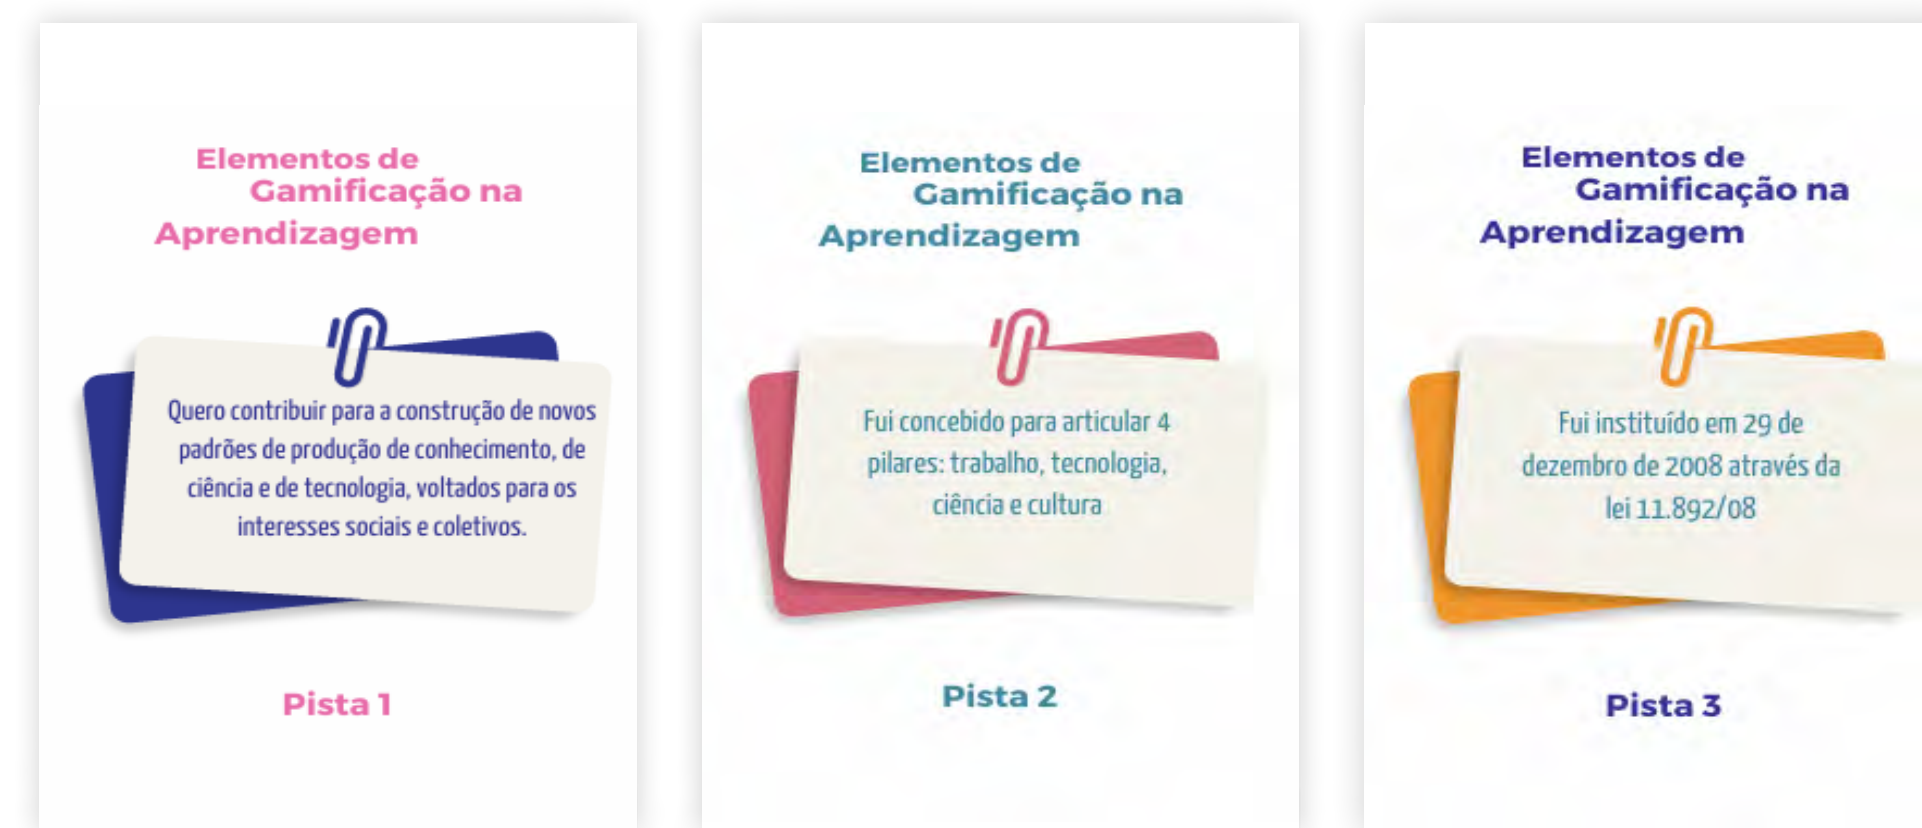 Elementos de
Gamificação na
Aprendizagem
Quero contribuir para a construção de novos
padrões de produção de conhecimento, de
ciência e de tecnologia, voltados para os
interesses sociais e coletivos.
Pista 1
Elementos de
Gamificação na
Aprendizagem
Fui concebido para articular 4
pilares: trabalho, tecnologia,
ciência e cultura
Pista 2
Elementos de
Gamificação na
Aprendizagem
Fui instituído em 29 de
dezembro de 2008 através da
lei 11.892/08
Pista 3